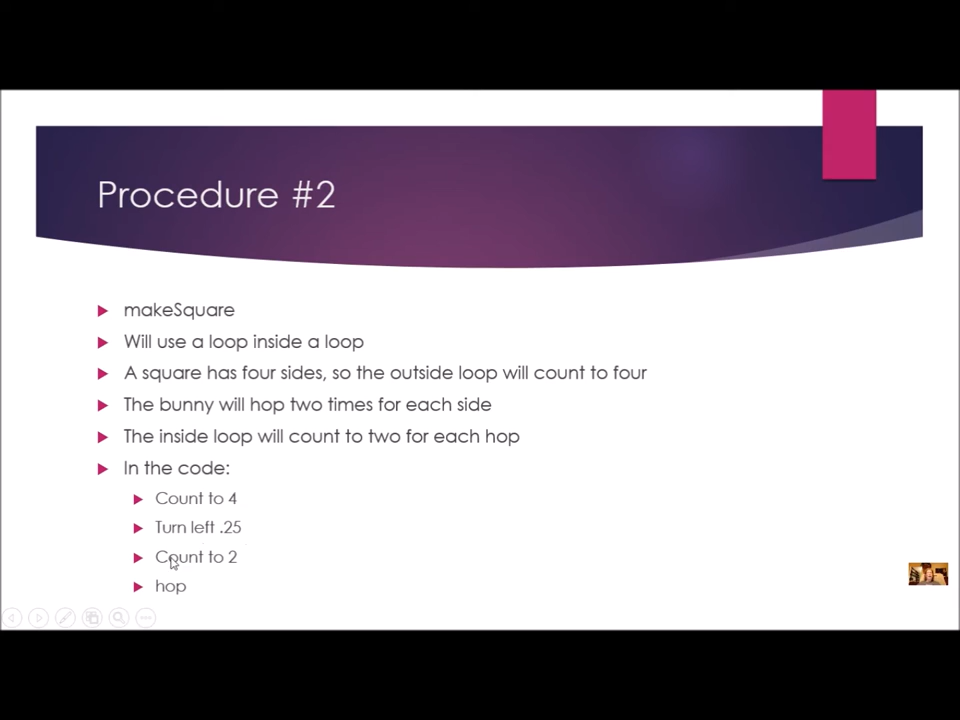 Procedure #2
makeSquare
Will use a loop inside a loop
A square has four sides, so the outside loop will count to four
The bunny will hop two times for each side
The inside loop will count to two for each hop
In the code:
Count to 4
Turn left .25
Count to 2
hop